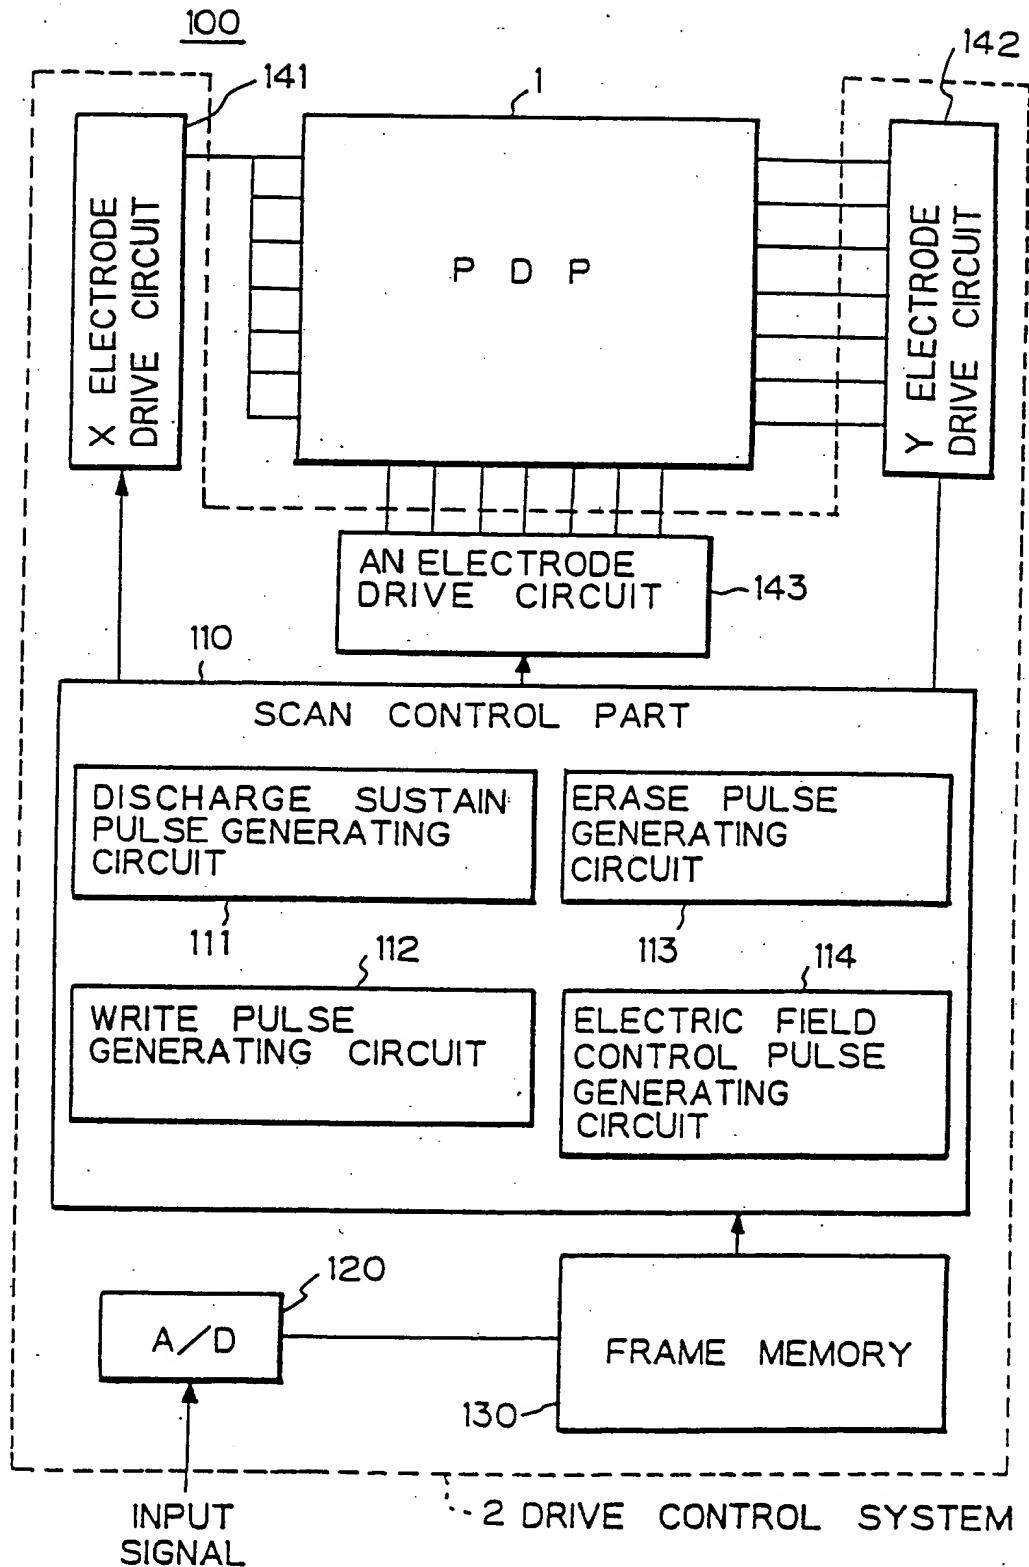 100
141
1
142
X ELECTRODE
DRIVE CIRCUIT
P D P
Y ELECTRODE
DRIVE CIRCUIT
AN ELECTRODE
DRIVE CIRCUIT
143
110
SCAN CONTROL PART
DISCHARGE SUSTAIN
PULSE GENERATING
CIRCUIT
111
ERASE PULSE
GENERATING
CIRCUIT
113
112
WRITE PULSE
GENERATING CIRCUIT
114
ELECTRIC FIELD
CONTROL PULSE
GENERATING
CIRCUIT
120
A/D
FRAME MEMORY
130
INPUT
SIGNAL
2 DRIVE CONTROL SYSTEM